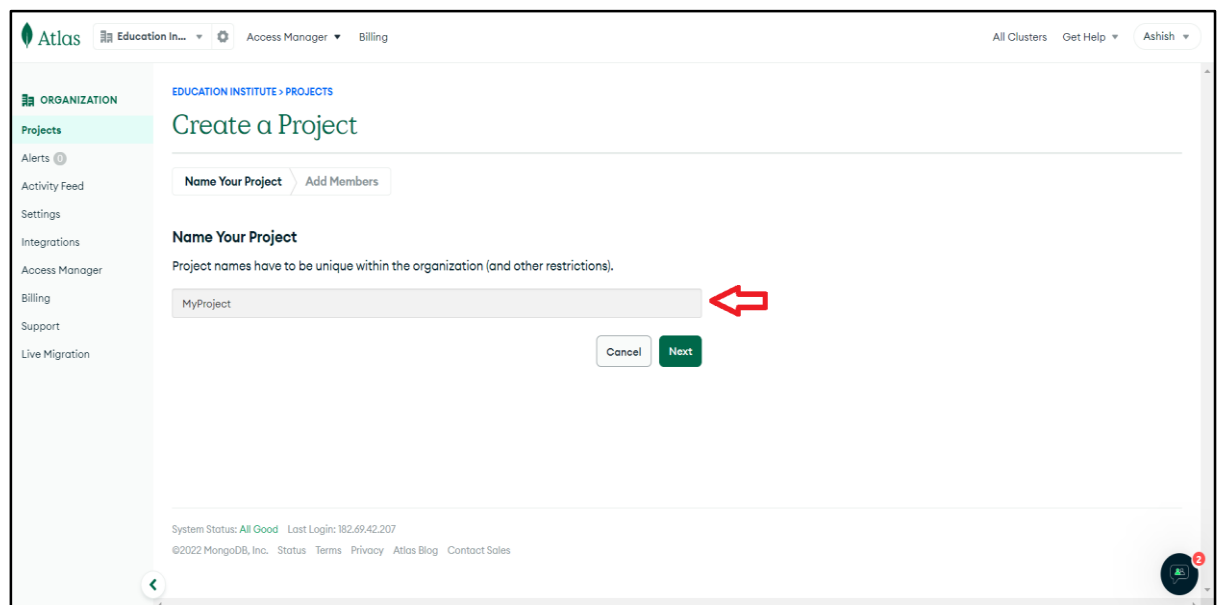 Atlas Education In... Access Manager Billing All Clusters Get Help Ashish
ORGANIZATION
Projects
Alerts 0
Activity Feed
Settings
Integrations
Access Manager
Billing
Support
Live Migration
EDUCATION INSTITUTE > PROJECTS
Create a Project
Name Your Project Add Members
Name Your Project
Project names have to be unique within the organization (and other restrictions).
MyProject
Cancel Next
System Status: All Good Last Login: 182.69.42.207
©2022 MongoDB, Inc. Status Terms Privacy Atlas Blog Contact Sales
2